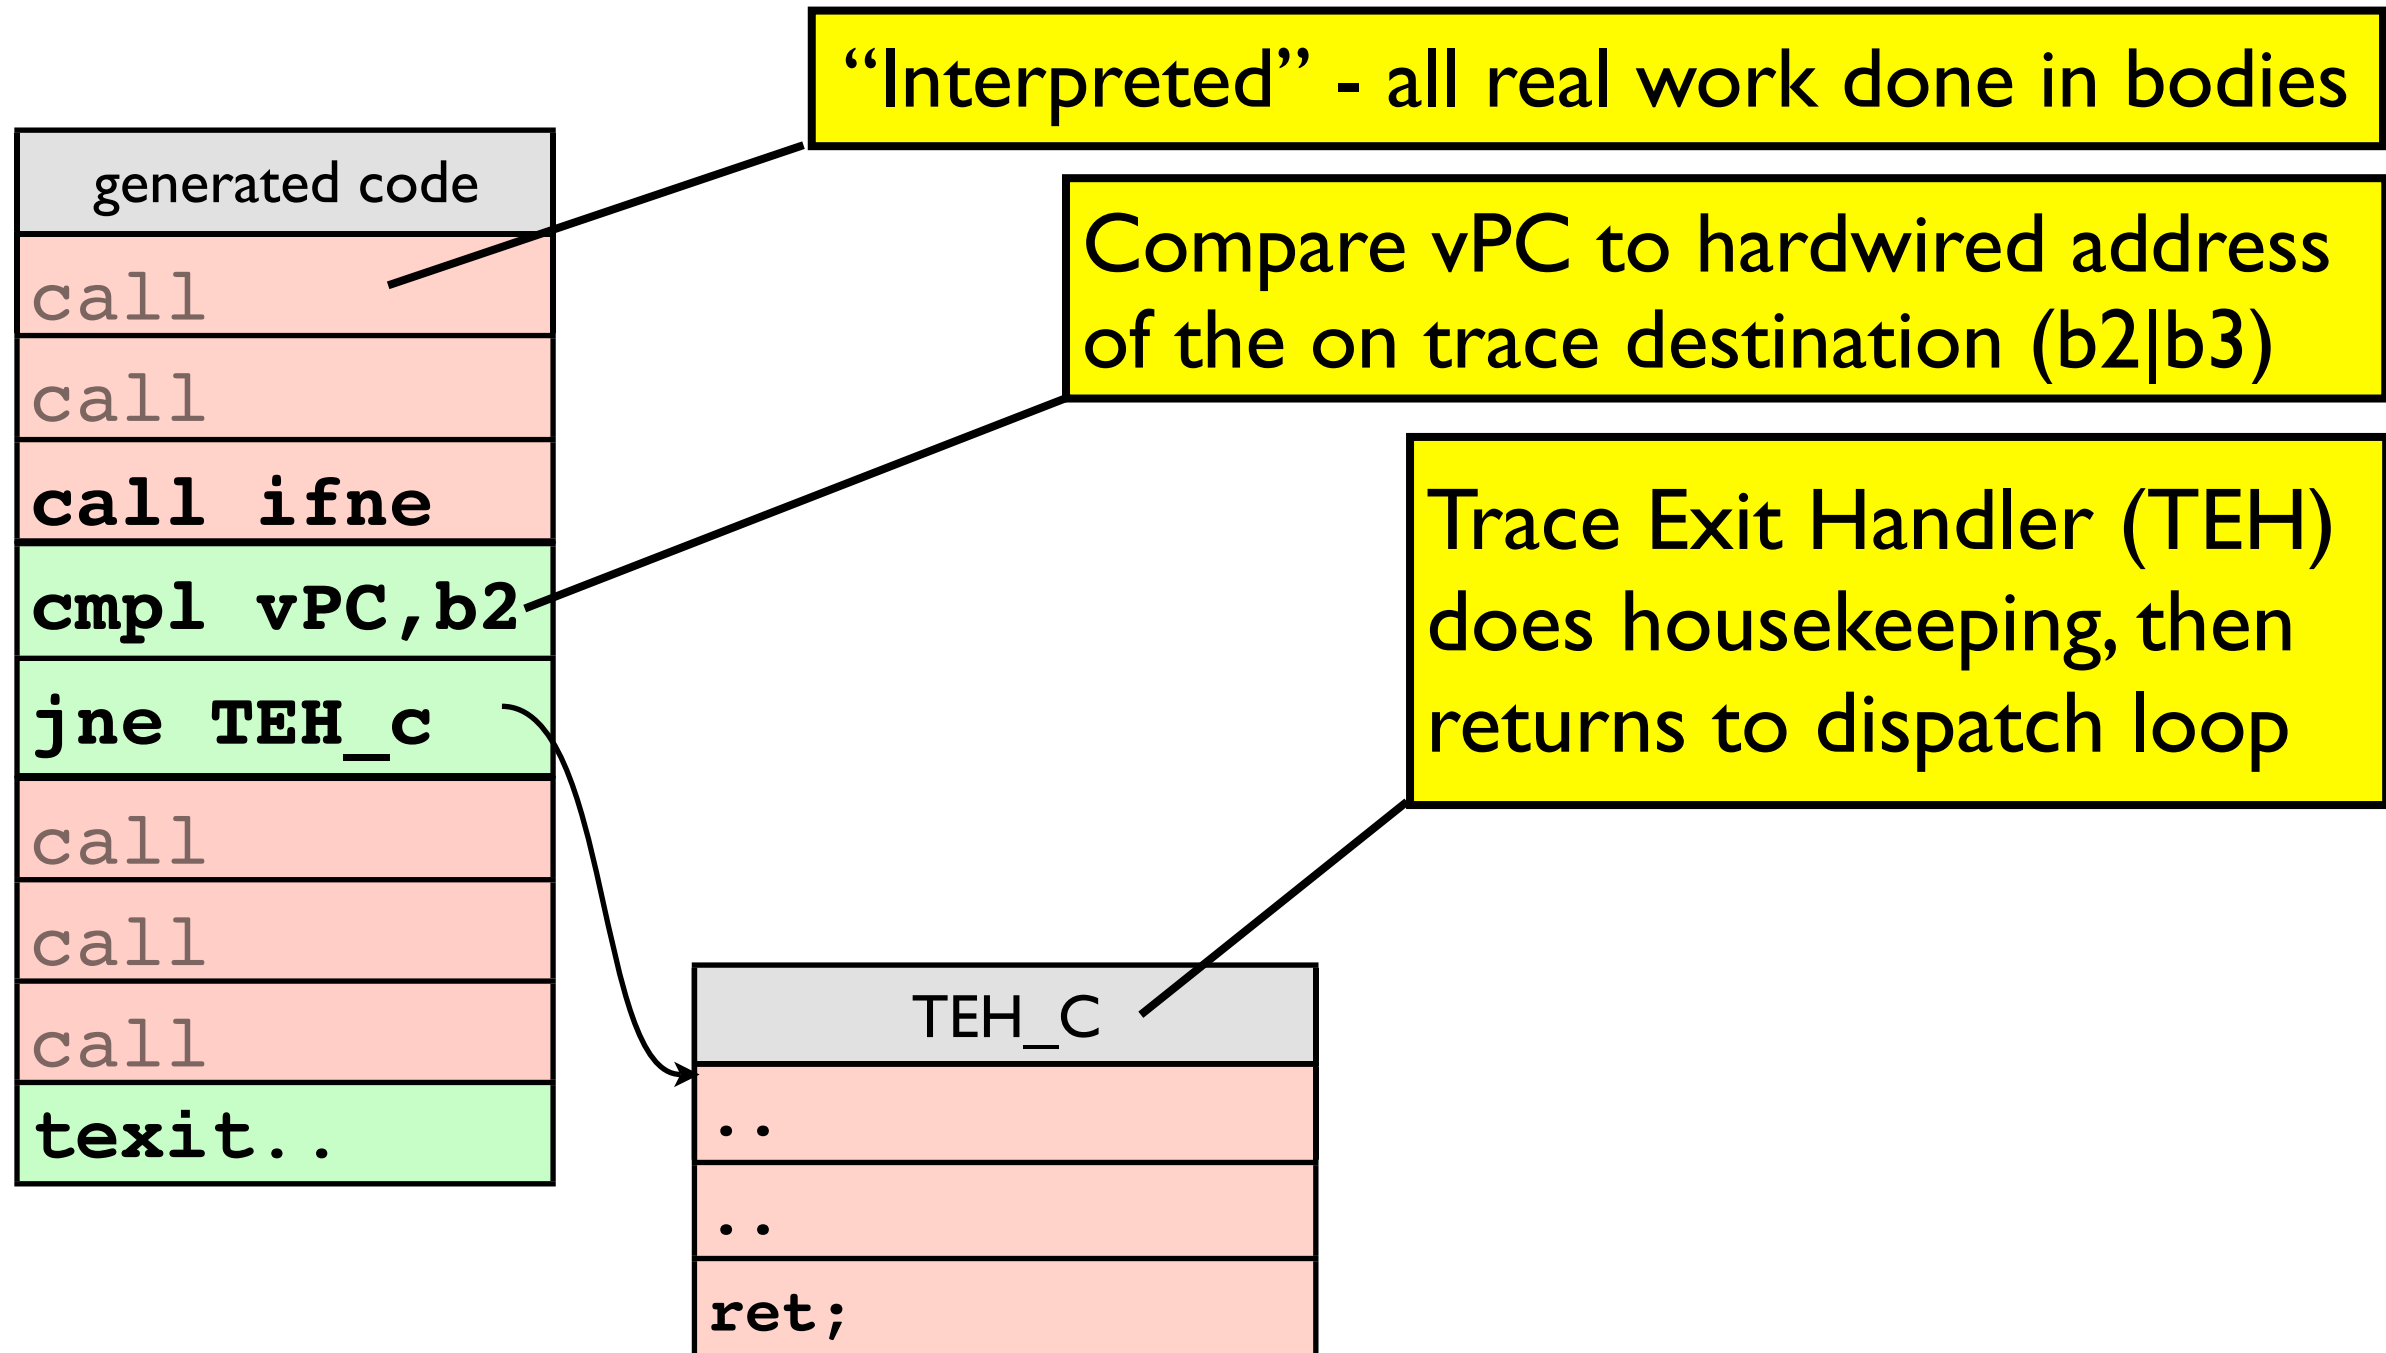 “Interpreted” - all real work done in bodies
generated code
call
call
call ifne
cmpl vPC,b2
jne TEH_c
call
call
call
texit..
Compare vPC to hardwired address
of the on trace destination (b2|b3)
Trace Exit Handler (TEH)
does housekeeping, then
returns to dispatch loop
TEH_C
..
..
ret;